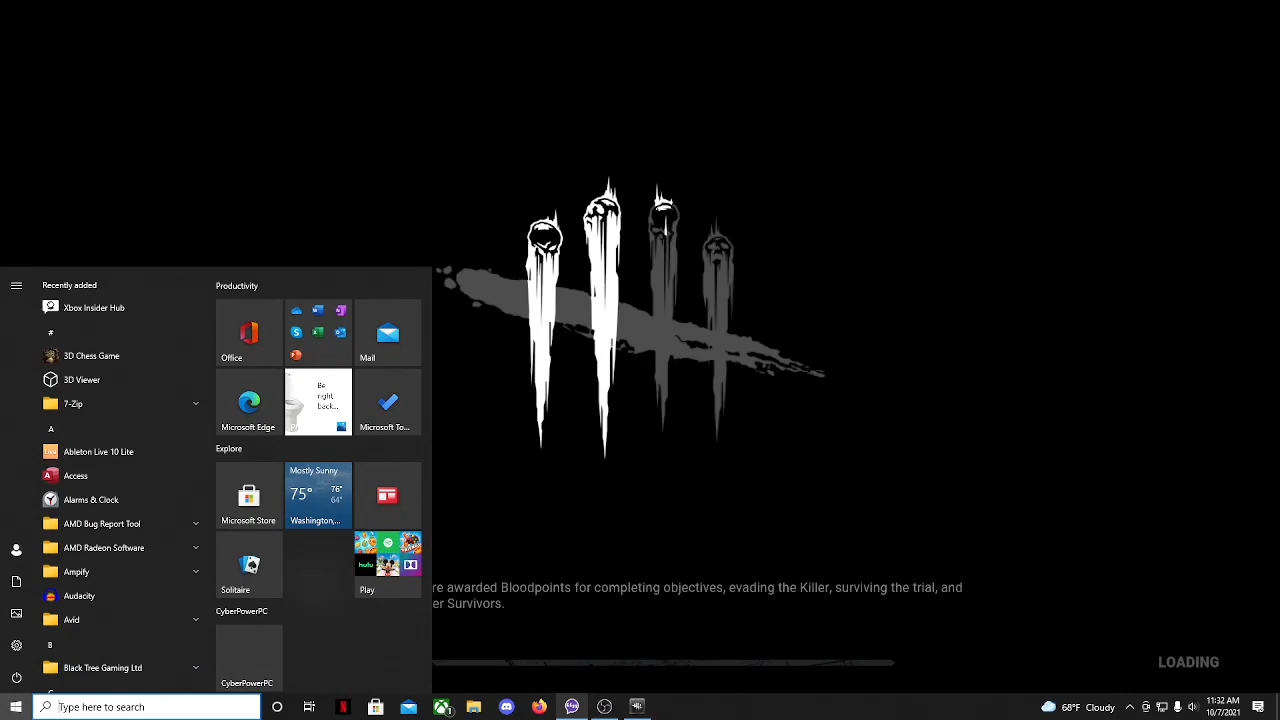 Recently added
Xbox Insider Hub
#
3D Chess Game
3D Viewer
7-Zip
A
Ableton Live 10 Lite
Access
Alarms & Clock
AMD Bug Report Tool
AMD Radeon Software
Ampify
Audacity
Avid
B
Black Tree Gaming Ltd
Productivity
Office
Mail
Microsoft Edge
Be
right
back...
Microsoft To...
Explore
Microsoft Store
Mostly Sunny
75°
76°
64°
Washington,...
Solitaire
hulu
Play
CyberPowerPC
CyberPowerPC
re awarded Bloodpoints for completing objectives, evading the Killer, surviving the trial, and
er Survivors.
LOADING
Type here to search
68°F Cloudy
11:32 AM
10/7/2021